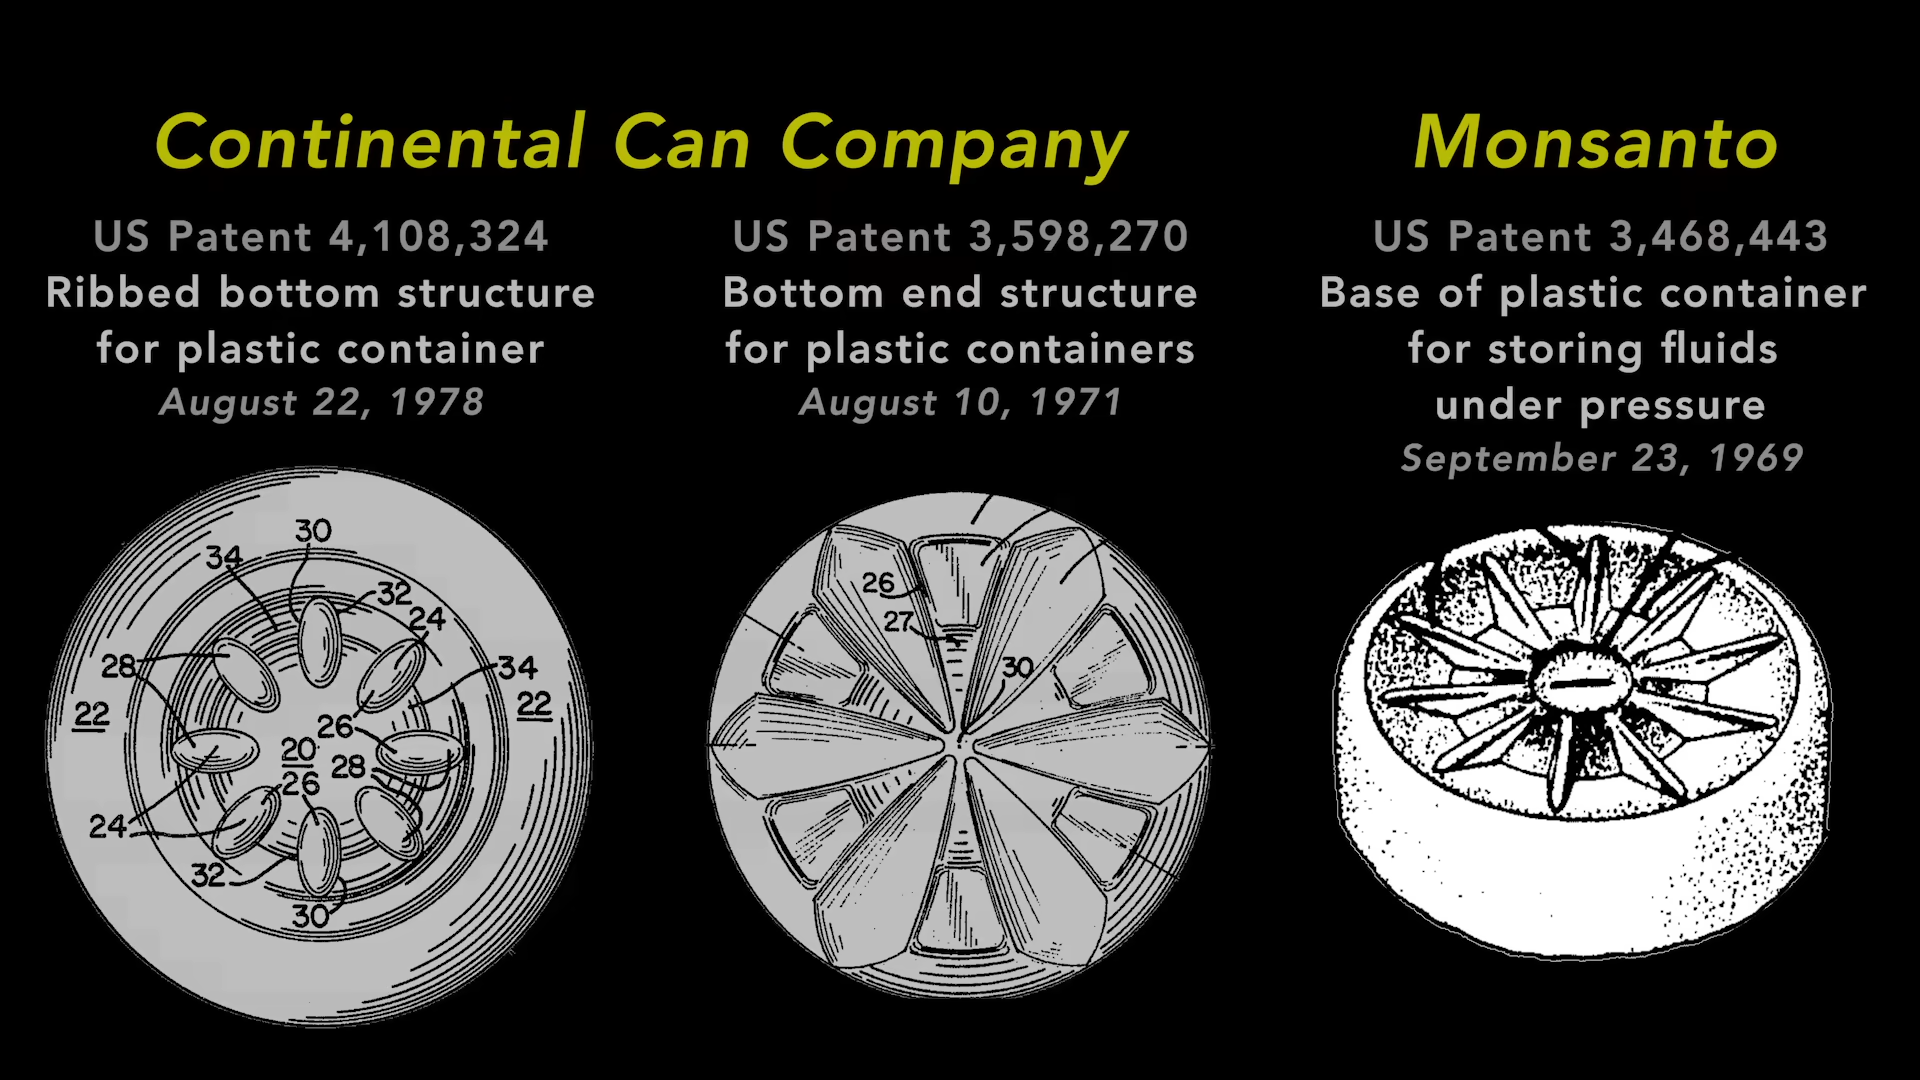 Continental Can Company
US Patent 4,108,324
Ribbed bottom structure
for plastic container
August 22, 1978
US Patent 3,598,270
Bottom end structure
for plastic containers
August 10, 1971
Monsanto
US Patent 3,468,443
Base of plastic container
for storing fluids
under pressure
September 23, 1969
30
34
32
24
28
34
22
22
26
20
28
26
24
32
30
26
27
30